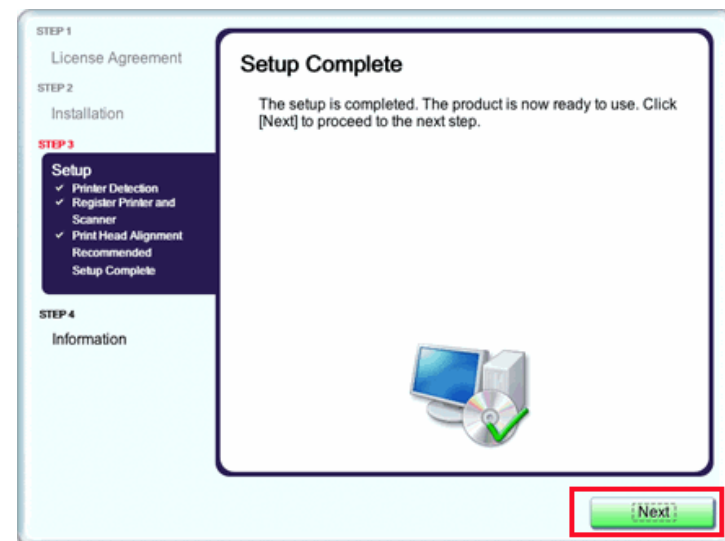 STEP 1
License Agreement
STEP 2
Installation
STEP 3
Setup
Printer Detection
Register Printer and
Scanner
Print Head Alignment
Recommended
Setup Complete
STEP 4
Information
Setup Complete
The setup is completed. The product is now ready to use. Click
[Next] to proceed to the next step.
Next